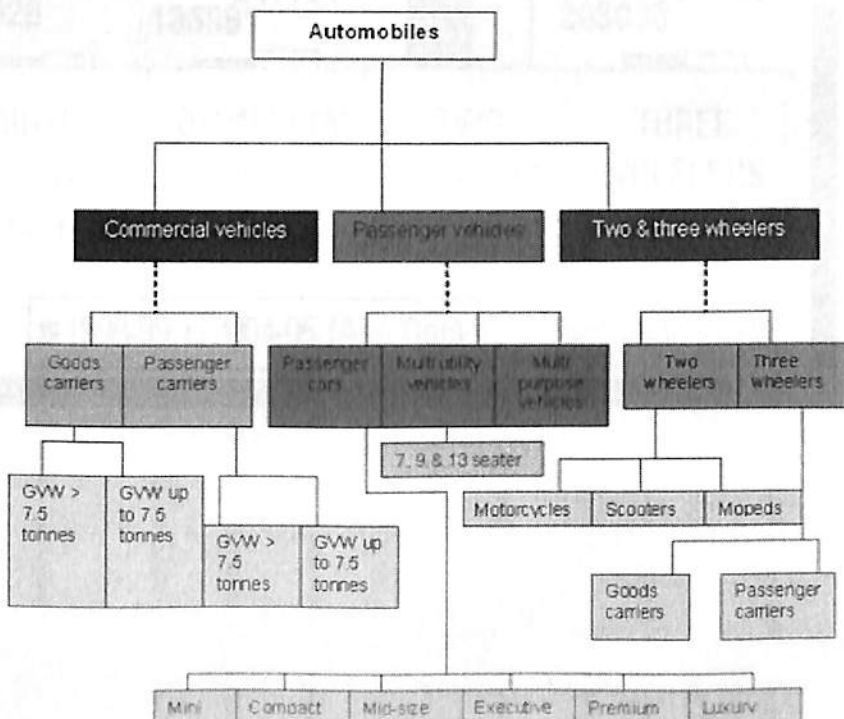 Automobiles
Commercial vehicles
Passenger vehicles
Two & three wheelers
Goods
carriers
Passenger
carriers
Passenger
cars
Multi utility
vehicles
Multi
purpose
vehicles
Two
wheelers
Three
wheelers
7, 9 & 13 seater
GVW >
7.5
tonnes
GVW up
to 7.5
tonnes
GVW >
7.5
tonnes
GVW up
to 7.5
tonnes
Motorcycles
Scooters
Mopeds
Goods
carriers
Passenger
carriers
Mini
Compact
Mid-size
Executive
Premium
Luxury